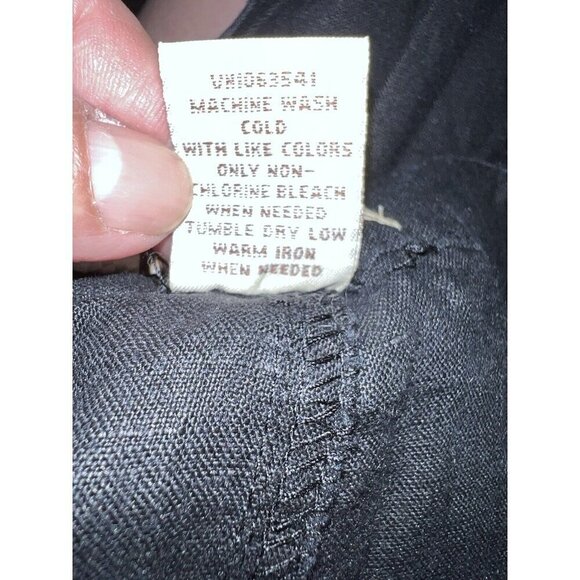 UNI063541
MACHINE WASH
COLD
WITH LIKE COLORS
ONLY NON-
CHLORINE BLEACH
WHEN NEEDED
TUMBLE DRY LOW
WARM IRON
WHEN NEEDED